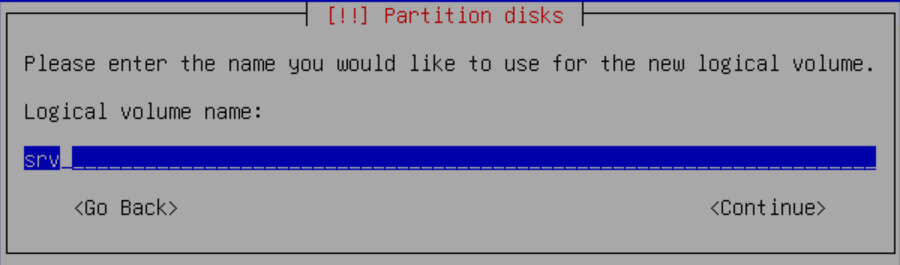 [!!] Partition disks
Please enter the name you would like to use for the new logical volume.
Logical volume name:
srv
<Go Back> <Continue>